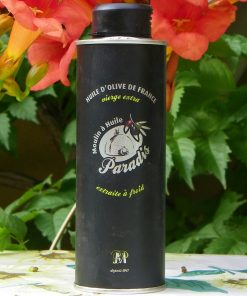 HUILE D'OLIVE DE FRANCE
vierge extra
Moulin à Huile
Paradis
extraite à froid